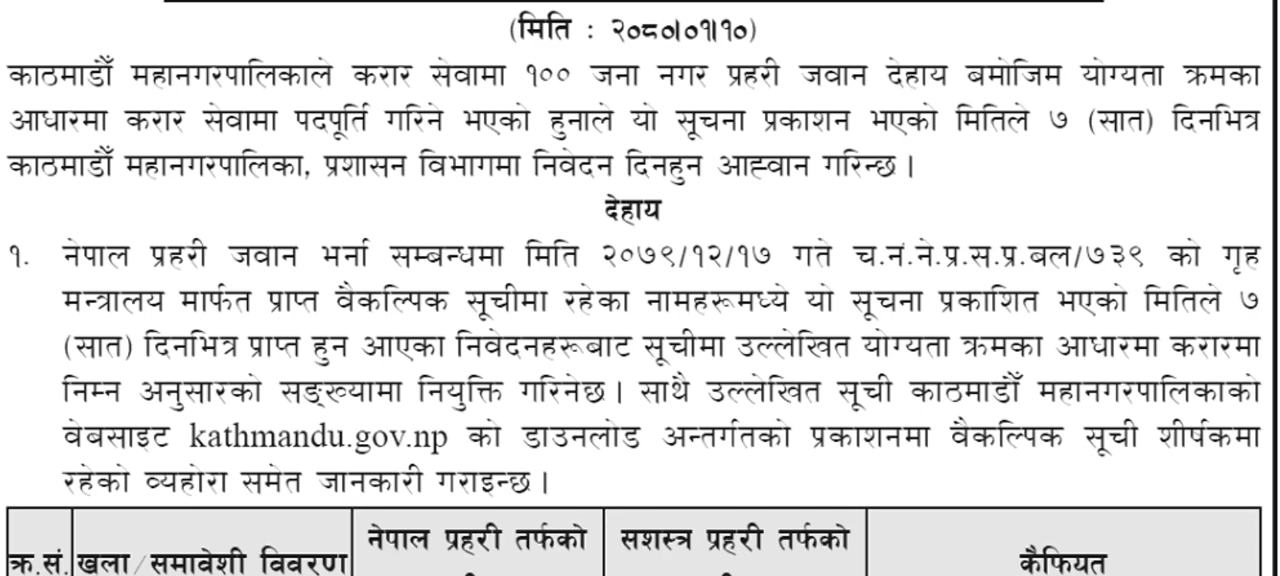 (मिति : २०८०।०१।१०)
काठमाडौँ महानगरपालिकाले करार सेवामा १०० जना नगर प्रहरी जवान देहाय बमोजिम योग्यता क्रमका
आधारमा करार सेवामा पदपूर्ति गरिने भएको हुनाले यो सूचना प्रकाशन भएको मितिले ७ (सात) दिनभित्र
काठमाडौँ महानगरपालिका, प्रशासन विभागमा निवेदन दिनहुन आह्वान गरिन्छ ।
देहाय
१. नेपाल प्रहरी जवान भर्ना सम्बन्धमा मिति २०७९/१२/१७ गते च.नं.ने.प्र.स.प्र.बल/७३९ को गृह
मन्त्रालय मार्फत प्राप्त वैकल्पिक सूचीमा रहेका नामहरूमध्ये यो सूचना प्रकाशित भएको मितिले ७
(सात) दिनभित्र प्राप्त हुन आएका निवेदनहरूबाट सूचीमा उल्लेखित योग्यता क्रमका आधारमा करारमा
निम्न अनुसारको सङ्ख्यामा नियुक्ति गरिनेछ । साथै उल्लेखित सूची काठमाडौँ महानगरपालिकाको
वेबसाइट kathmandu.gov.np को डाउनलोड अन्तर्गतको प्रकाशनमा वैकल्पिक सूची शीर्षकमा
रहेको व्यहोरा समेत जानकारी गराइन्छ ।
क्र.सं. खुला/समावेशी विवरण नेपाल प्रहरी तर्फको सशस्त्र प्रहरी तर्फको कैफियत